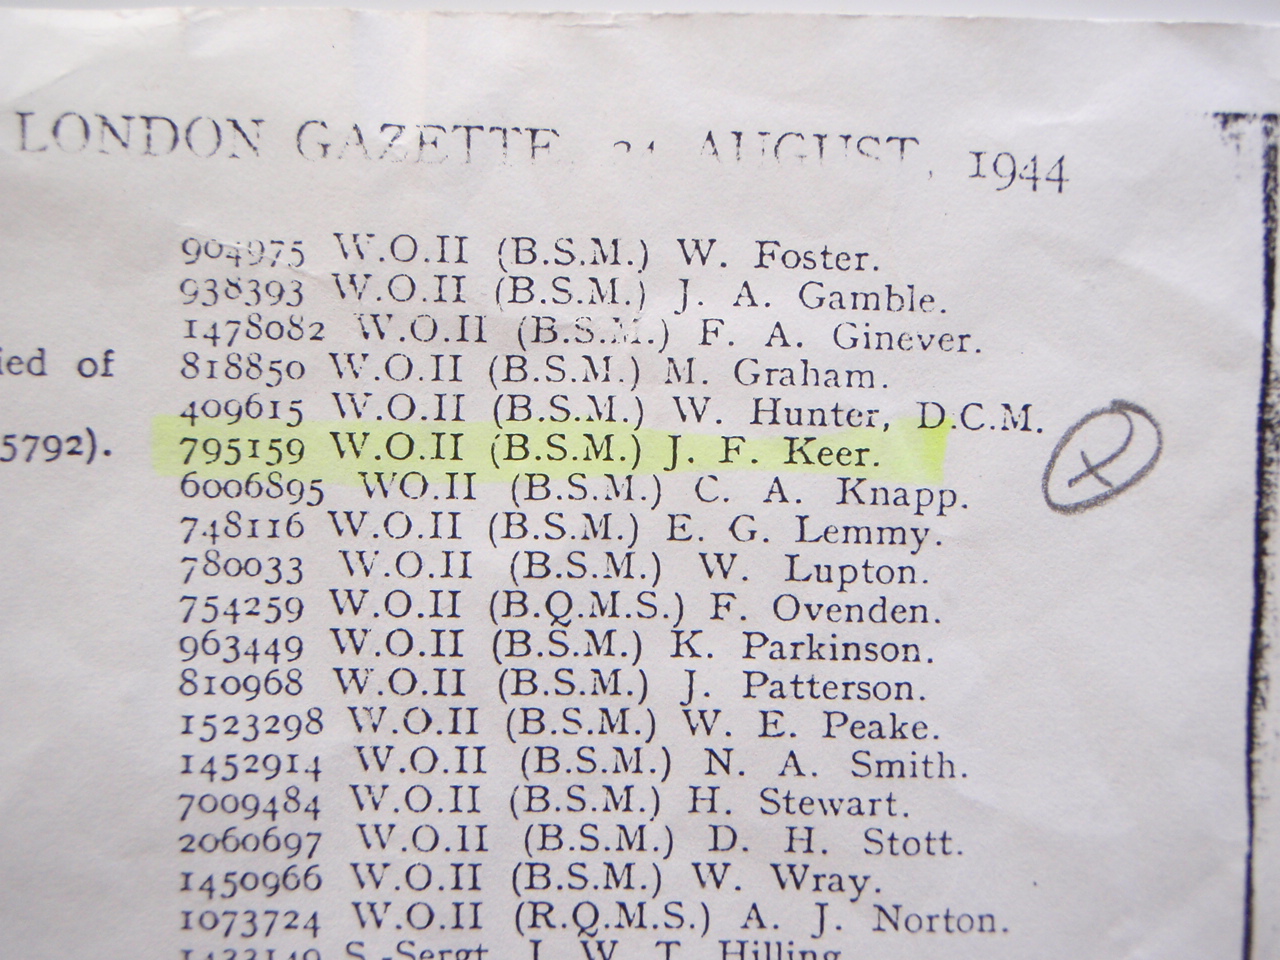 LONDON GAZETTE, 24 AUGUST, 1944
904975 W.O.II (B.S.M.) W. Foster.
938393 W.O.II (B.S.M.) J. A. Gamble.
1478082 W.O.II (B.S.M.) F. A. Ginever.
ied of
818850 W.O.II (B.S.M.) M. Graham.
409615 W.O.II (B.S.M.) W. Hunter, D.C.M.
5792).
795159 W.O.II (B.S.M.) J. F. Keer.
6006895 WO.II (B.S.M.) C. A. Knapp.
748116 W.O.II (B.S.M.) E. G. Lemmy.
780033 W.O.II (B.S.M.) W. Lupton.
754259 W.O.II (B.Q.M.S.) F. Ovenden.
963449 W.O.II (B.S.M.) K. Parkinson.
810968 W.O.II (B.S.M.) J. Patterson.
1523298 W.O.II (B.S.M.) W. E. Peake.
1452914 W.O.II (B.S.M.) N. A. Smith.
7009484 W.O.II (B.S.M.) H. Stewart.
2060697 W.O.II (B.S.M.) D. H. Stott.
1450966 W.O.II (B.S.M.) W. Wray.
1073724 W.O.II (R.Q.M.S.) A. J. Norton.
S.-Sergt. J. W. T. Hilling